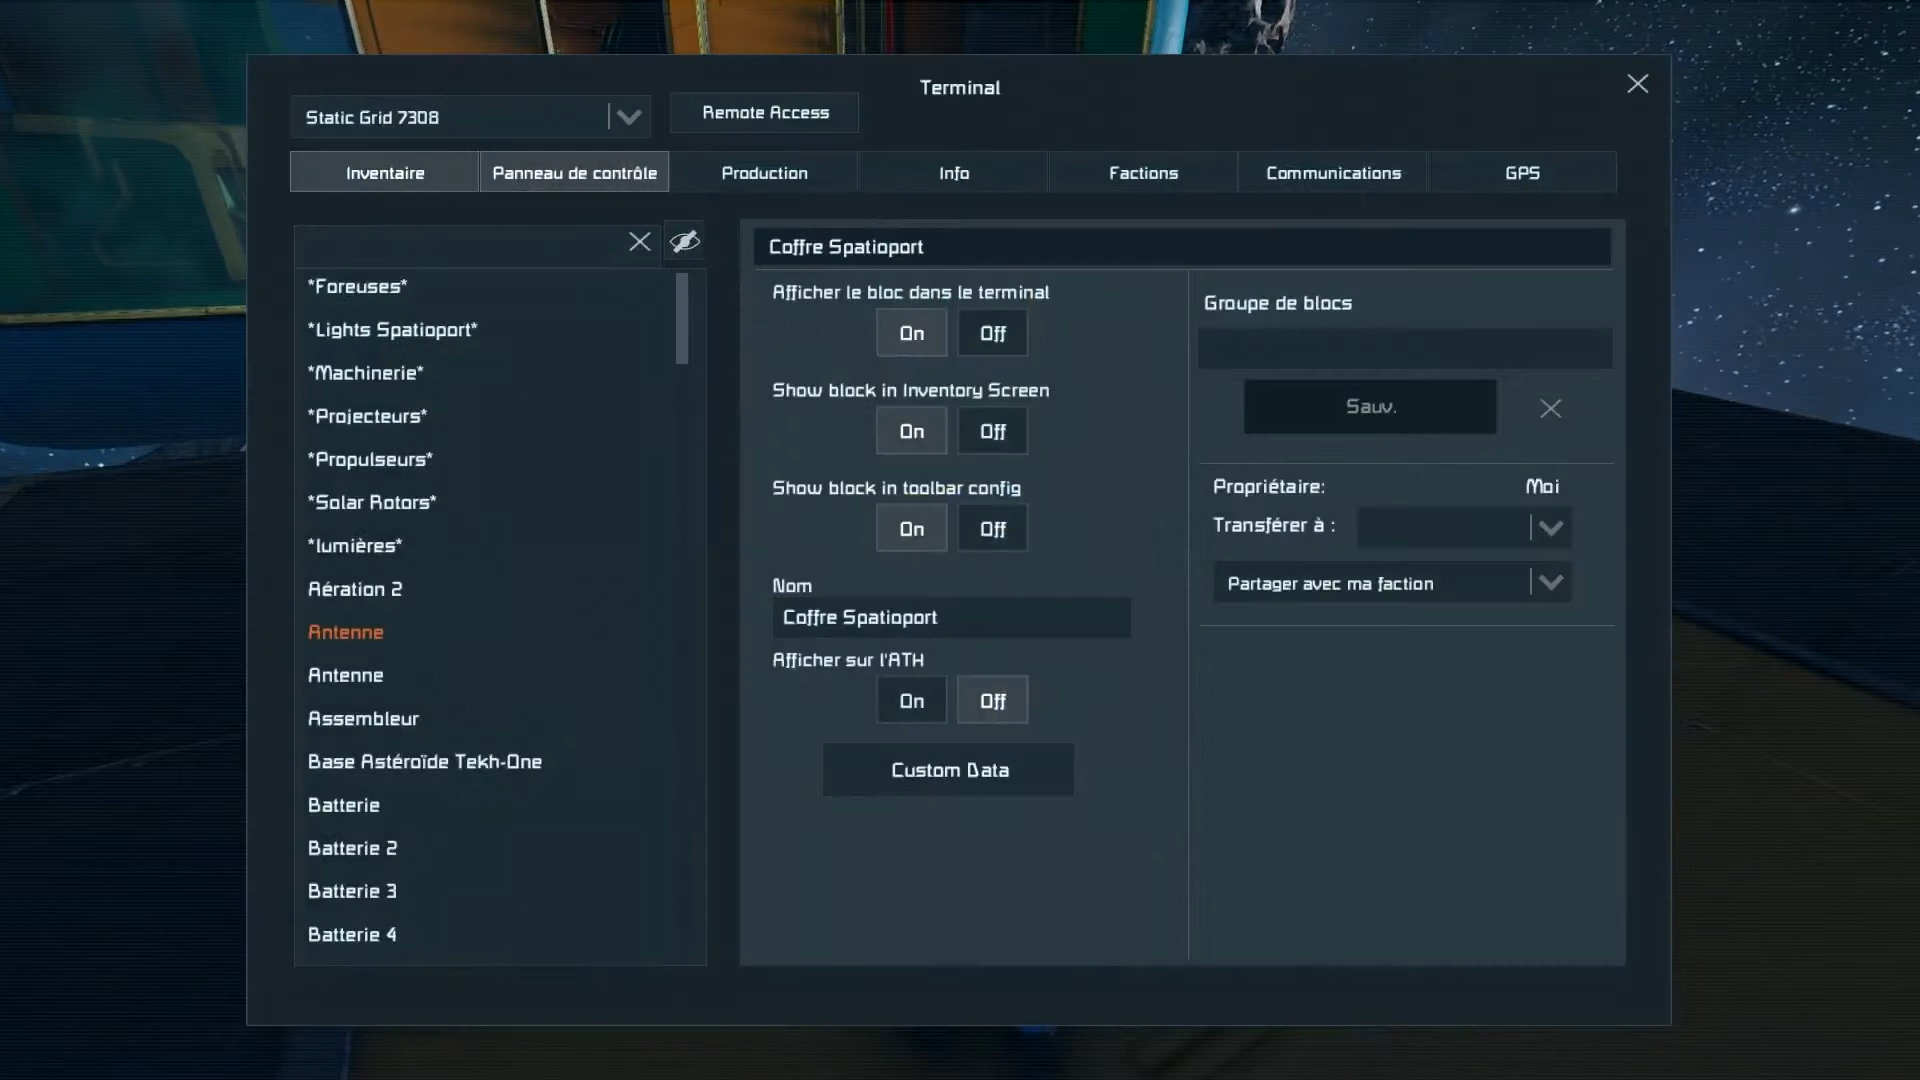 Terminal
Static Grid 7308
Remote Access
Inventaire
Panneau de contrôle
Production
Info
Factions
Communications
GPS
*Foreuses*
*Lights Spatioport*
*Machinerie*
*Projecteurs*
*Propulseurs*
*Solar Rotors*
*lumières*
Aération 2
Antenne
Antenne
Assembleur
Base Astéroïde Tekh-One
Batterie
Batterie 2
Batterie 3
Batterie 4
Coffre Spatioport
Afficher le bloc dans le terminal
On Off
Show block in Inventory Screen
On Off
Show block in toolbar config
On Off
Nom
Coffre Spatioport
Afficher sur l'ATH
On Off
Custom Data
Groupe de blocs
Sauv.
Propriétaire: Moi
Transférer à :
Partager avec ma faction